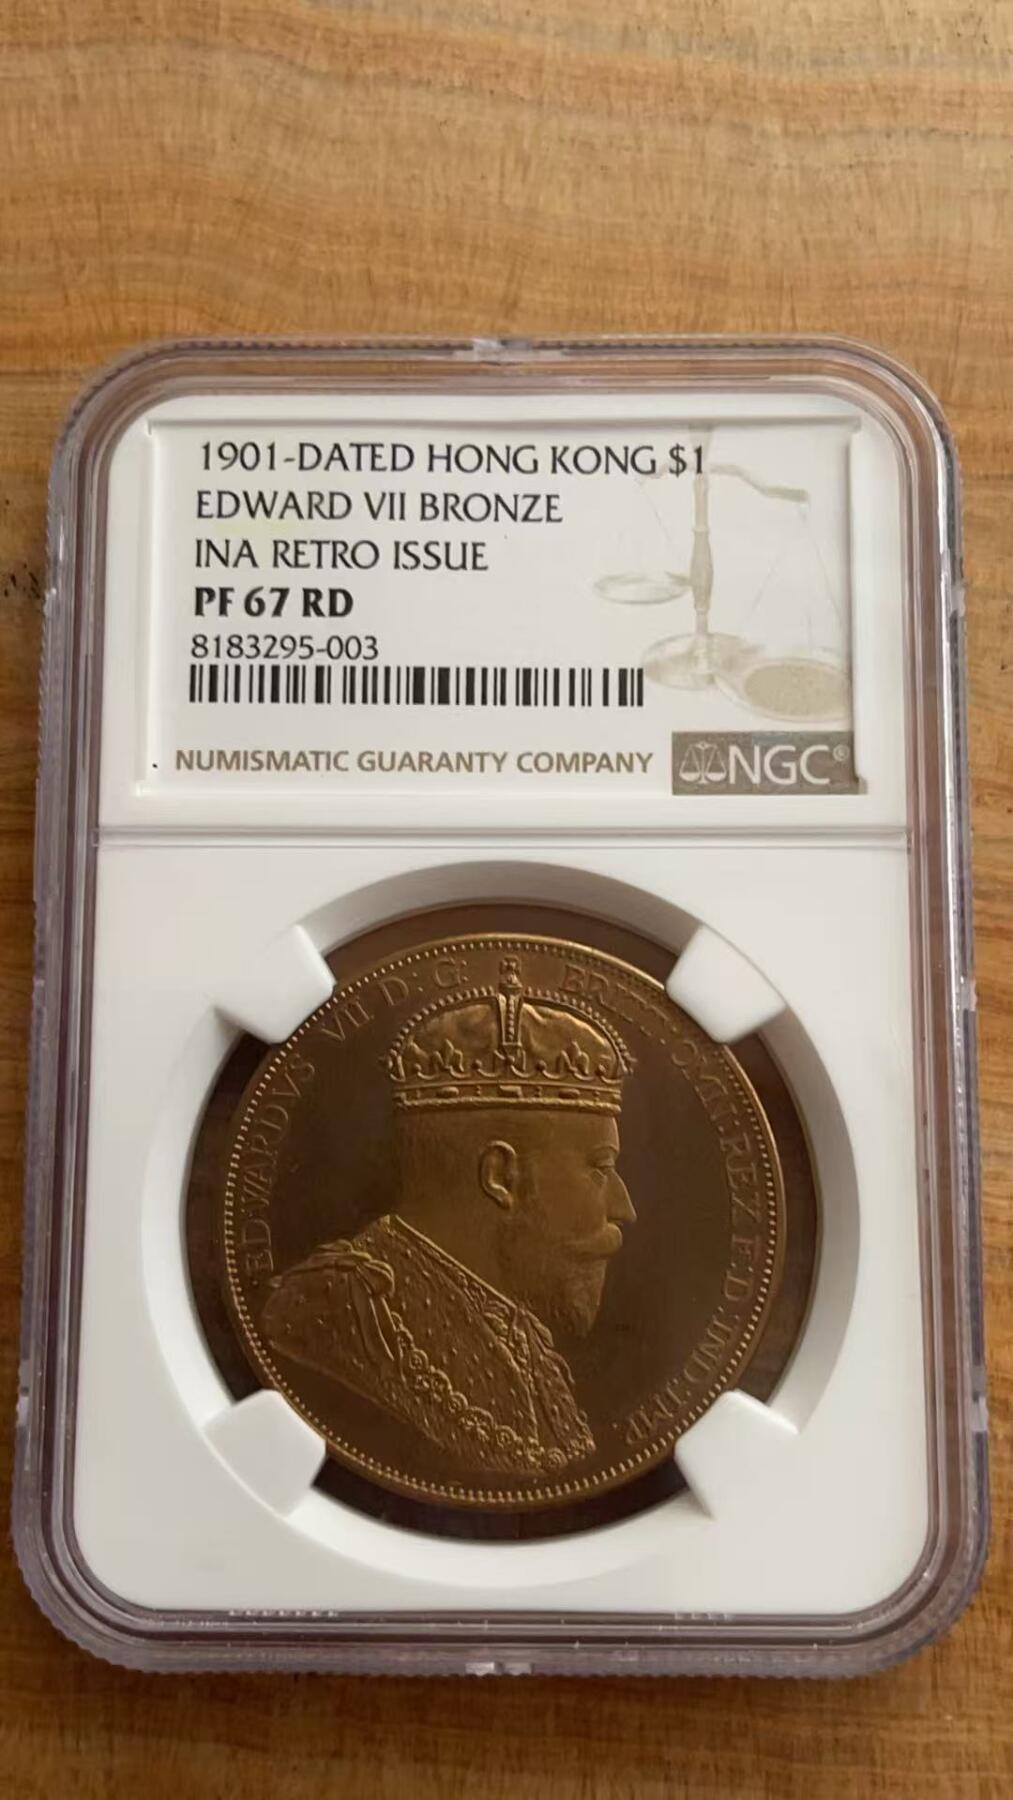 1901-DATED HONG KONG $1
EDWARD VII BRONZE
INA RETRO ISSUE
PF 67 RD
8183295-003
NUMISMATIC GUARANTY COMPANY
NGC®
EDWARDVS VII D: G: BRITT: OMN: REX F: D: IND: IMP: